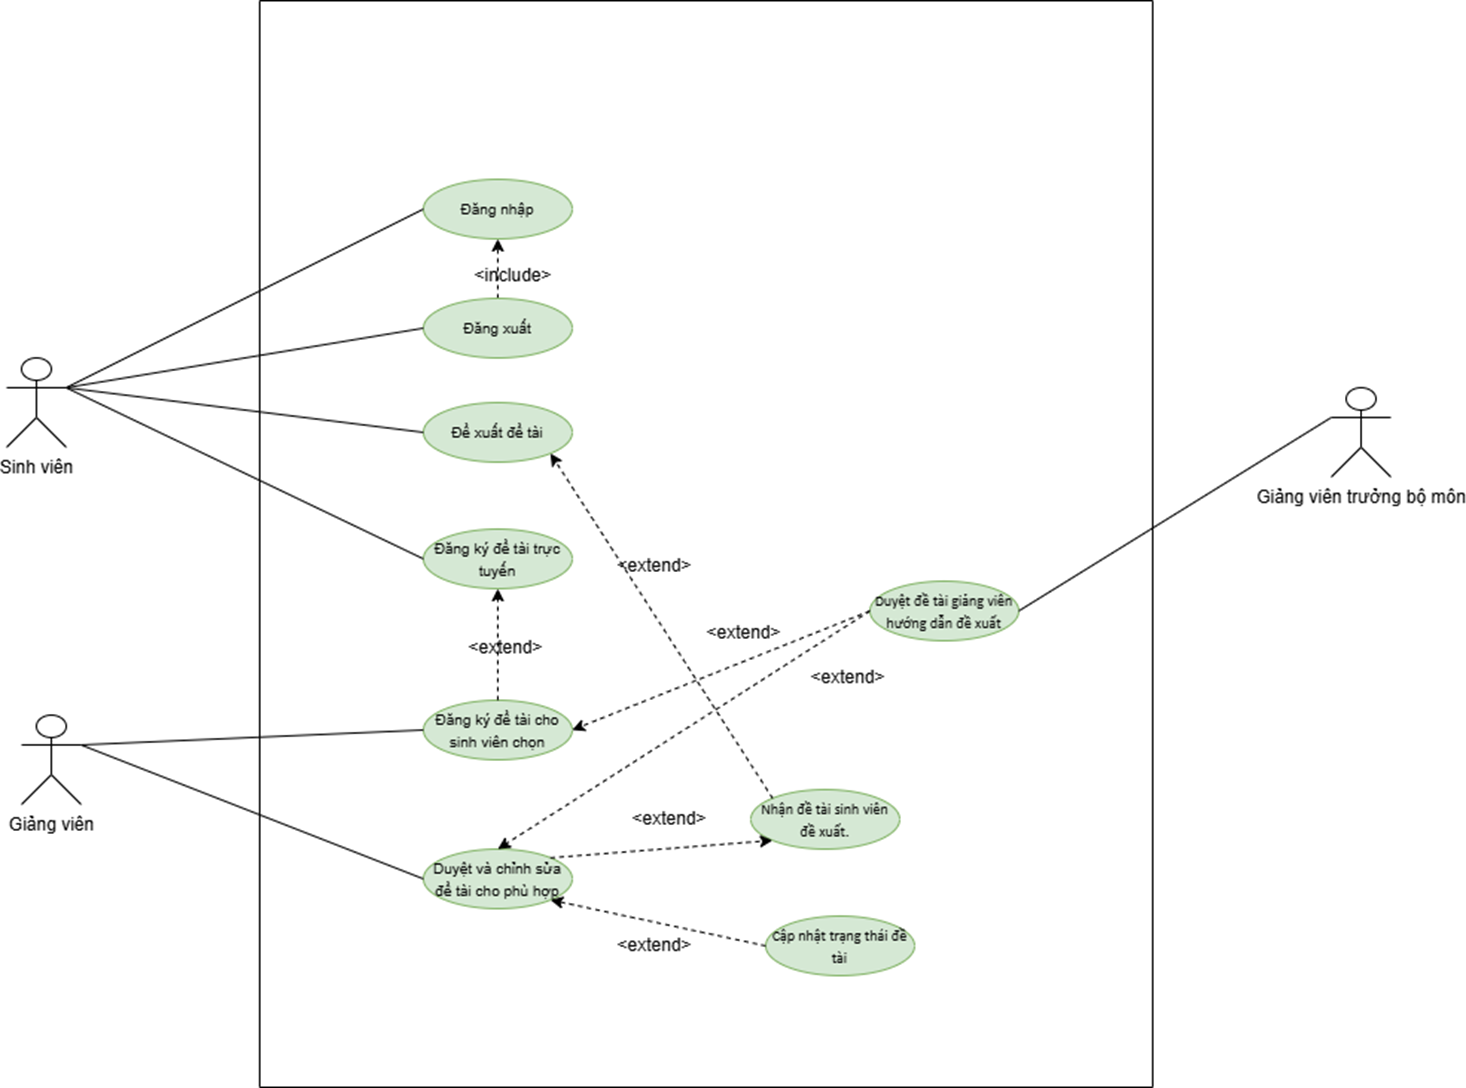 Đăng nhập
<include>
Đăng xuất
Sinh viên
Đề xuất đề tài
Giảng viên trưởng bộ môn
Đăng ký đề tài trực
tuyến
<extend>
Duyệt đề tài giảng viên
hướng dẫn đề xuất
<extend>
<extend>
<extend>
Đăng ký đề tài cho
sinh viên chọn
Giảng viên
<extend>
Nhận đề tài sinh viên
đề xuất.
Duyệt và chỉnh sửa
đề tài cho phù hợp
<extend>
Cập nhật trạng thái đề
tài